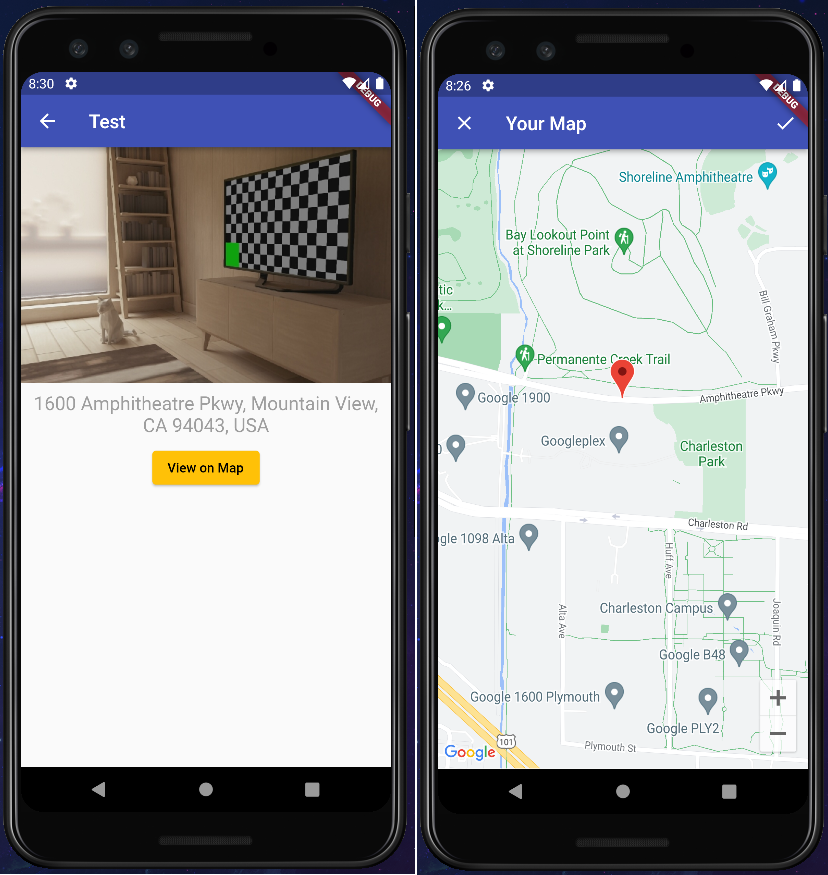 8:30
DEBUG
Test
1600 Amphitheatre Pkwy, Mountain View,
CA 94043, USA
View on Map
8:26
DEBUG
Your Map
Shoreline Amphitheatre
Bay Lookout Point
at Shoreline Park
tic
k...
Bill Graham Pkwy
Permanente Creek Trail
Google 1900
Amphitheatre Pkwy
0
Googleplex
Charleston
Park
Charleston Rd
gle 1098 Alta
Huff Ave
Alta Ave
Charleston Campus
Joaquin Rd
Google B48
Google 1600 Plymouth
Google PLY2
+
−
101
Google
Plymouth St